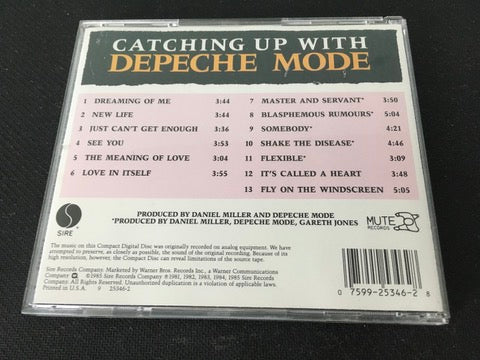 CATCHING UP WITH
DEPECHE MODE
1 DREAMING OF ME 3:44
2 NEW LIFE 3:44
3 JUST CAN'T GET ENOUGH 3:36
4 SEE YOU 3:53
5 THE MEANING OF LOVE 3:04
6 LOVE IN ITSELF 3:55
7 MASTER AND SERVANT* 3:50
8 BLASPHEMOUS RUMOURS* 5:04
9 SOMEBODY* 4:21
10 SHAKE THE DISEASE* 4:46
11 FLEXIBLE* 3:09
12 IT'S CALLED A HEART 3:48
13 FLY ON THE WINDSCREEN 5:05
S
SIRE
PRODUCED BY DANIEL MILLER AND DEPECHE MODE
*PRODUCED BY DANIEL MILLER, DEPECHE MODE, GARETH JONES
MUTE
RECORDS
The music on this Compact Digital Disc was originally recorded on analog equipment. We have
attempted to preserve, as closely as possible, the sound of the original recording. Because of its
high resolution, however, the Compact Disc can reveal limitations of the source tape.
Sire Records Company. Marketed by Warner Bros. Records Inc., a Warner Communications
Company. ©1985 Sire Records Company ℗1981, 1982, 1983, 1984, 1985 Sire Records
Company. All Rights Reserved. Unauthorized duplication is a violation of applicable laws.
Printed in U.S.A. 9 25346-2
0 7599-25346-2 8